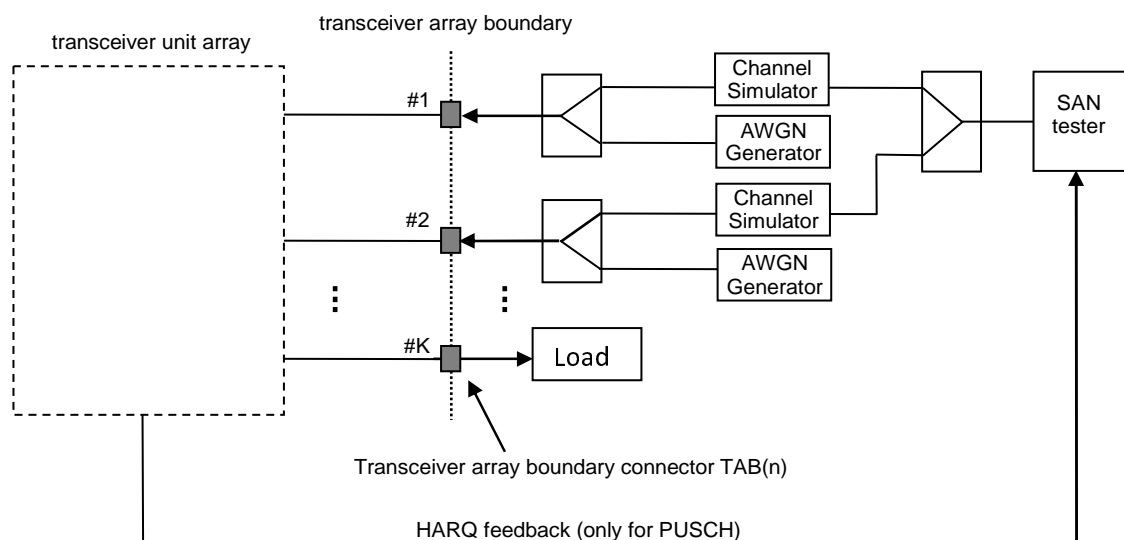 transceiver array boundary
transceiver unit array
#1
Channel
Simulator
AWGN
Generator
SAN
tester
#2
Channel
Simulator
AWGN
Generator
#K
Load
Transceiver array boundary connector TAB(n)
HARQ feedback (only for PUSCH)